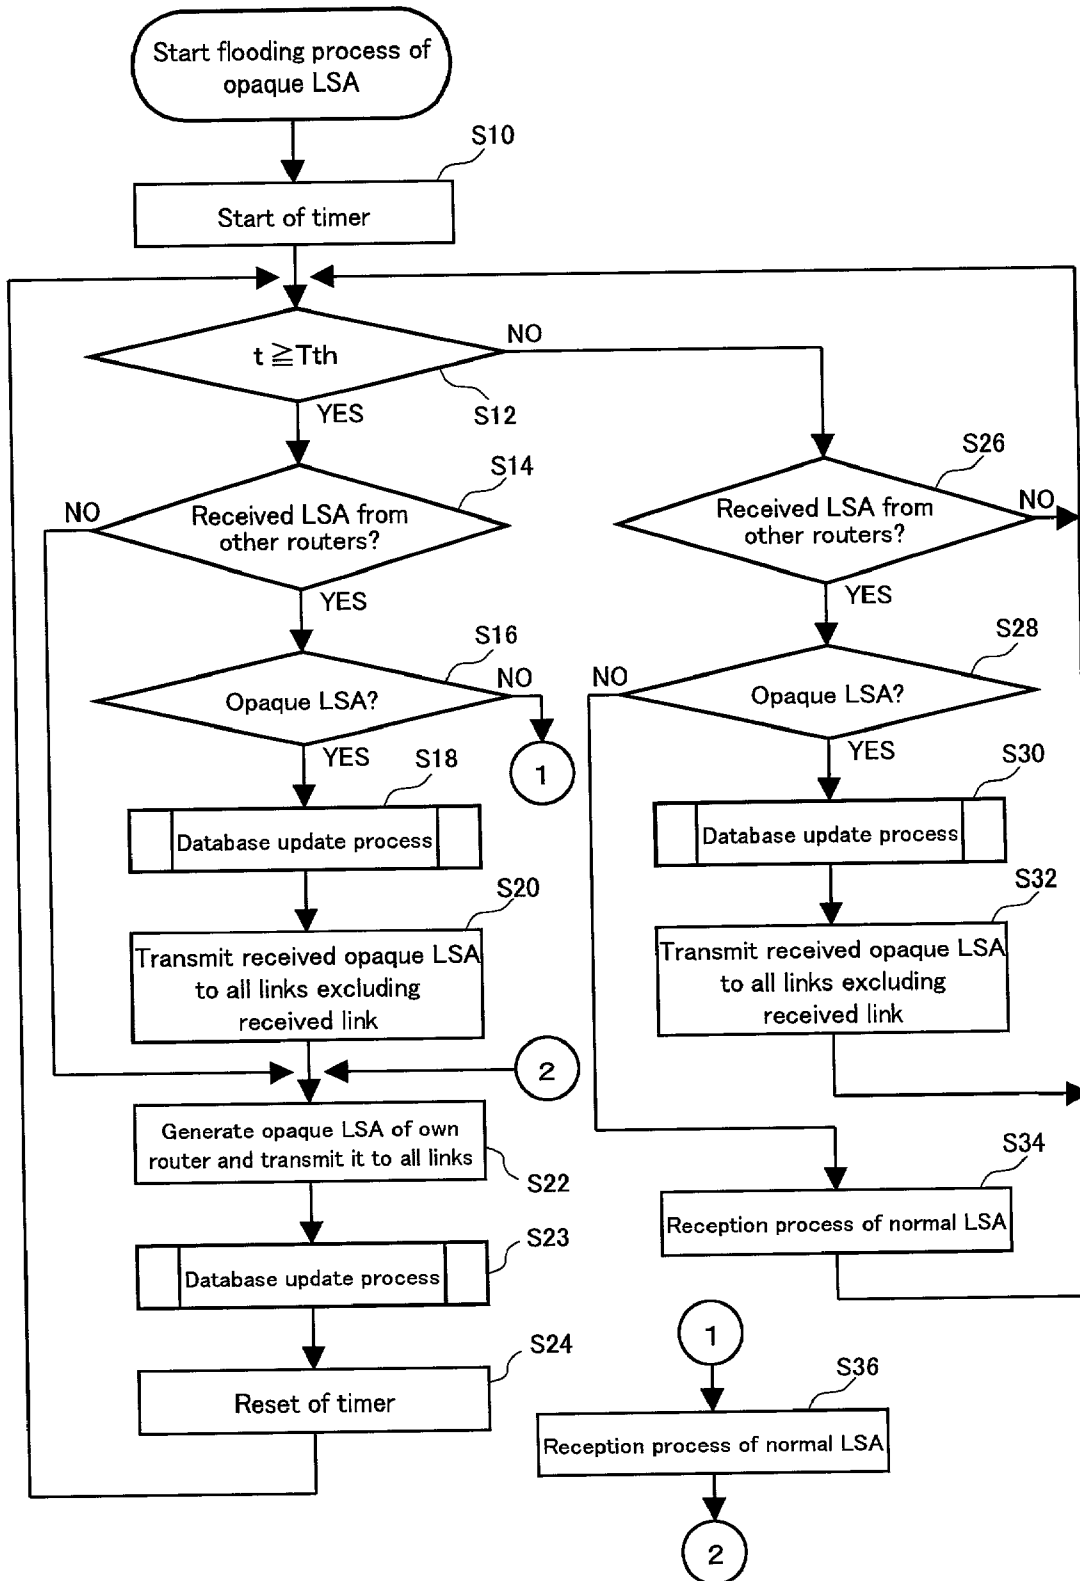 Start flooding process of
opaque LSA
S10
Start of timer
t ≧Tth
NO
S12
YES
S14
NO
Received LSA from
other routers?
YES
S26
Received LSA from
other routers?
NO
YES
S16
NO
Opaque LSA?
YES
1
S28
NO
Opaque LSA?
YES
S18
Database update process
S30
Database update process
S20
Transmit received opaque LSA
to all links excluding
received link
S32
Transmit received opaque LSA
to all links excluding
received link
2
Generate opaque LSA of own
router and transmit it to all links
S22
S34
Reception process of normal LSA
S23
Database update process
S24
Reset of timer
1
S36
Reception process of normal LSA
2